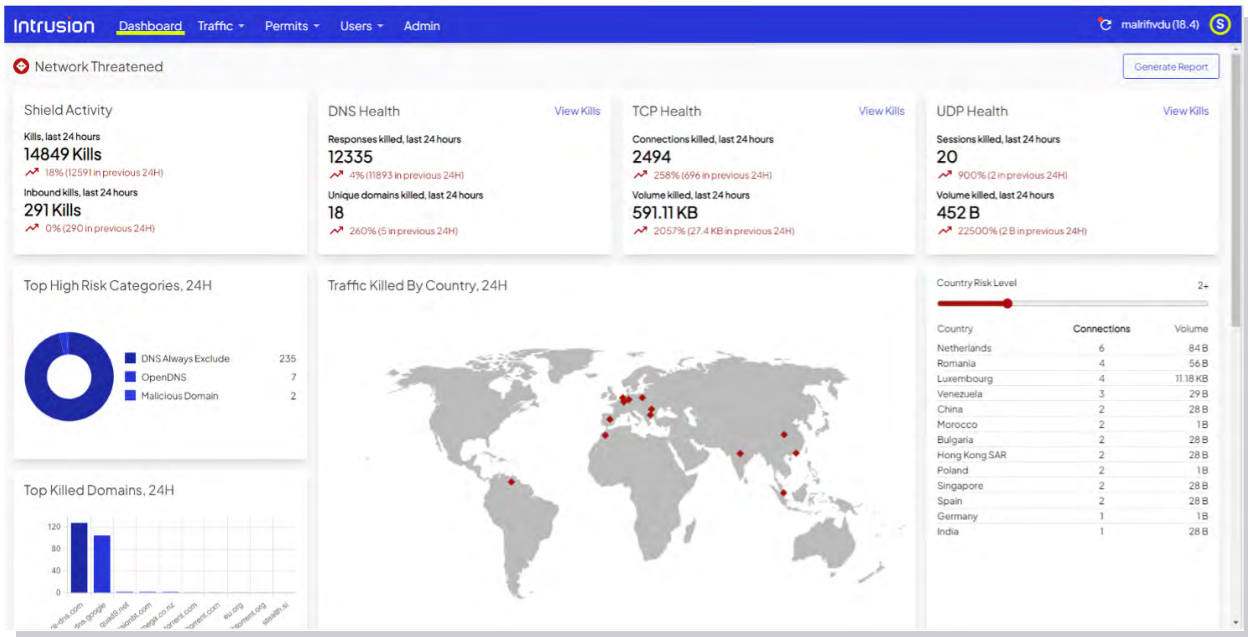 Intrusion Dashboard Traffic Permits Users Admin malrifivdu (18.4) S
Network Threatened Generate Report
Shield Activity
Kills, last 24 hours
14849 Kills
18% (12591 in previous 24H)
Inbound kills, last 24 hours
291 Kills
0% (290 in previous 24H)
DNS Health View Kills
Responses killed, last 24 hours
12335
4% (11893 in previous 24H)
Unique domains killed, last 24 hours
18
260% (5 in previous 24H)
TCP Health View Kills
Connections killed, last 24 hours
2494
258% (696 in previous 24H)
Volume killed, last 24 hours
591.11 KB
2057% (27.4 KB in previous 24H)
UDP Health View Kills
Sessions killed, last 24 hours
20
900% (2 in previous 24H)
Volume killed, last 24 hours
452 B
22500% (2 B in previous 24H)
Top High Risk Categories, 24H
DNS Always Exclude 235
OpenDNS 7
Malicious Domain 2
Top Killed Domains, 24H
120
80
40
0
dns.google
quad9.net
mega.co.nz
eu.org
stealth.si
Traffic Killed By Country, 24H
Country Risk Level 2+
Country Connections Volume
Netherlands 6 84 B
Romania 4 56 B
Luxembourg 4 11.18 KB
Venezuela 3 29 B
China 2 28 B
Morocco 2 1 B
Bulgaria 2 28 B
Hong Kong SAR 2 28 B
Poland 2 1 B
Singapore 2 28 B
Spain 2 28 B
Germany 1 1 B
India 1 28 B